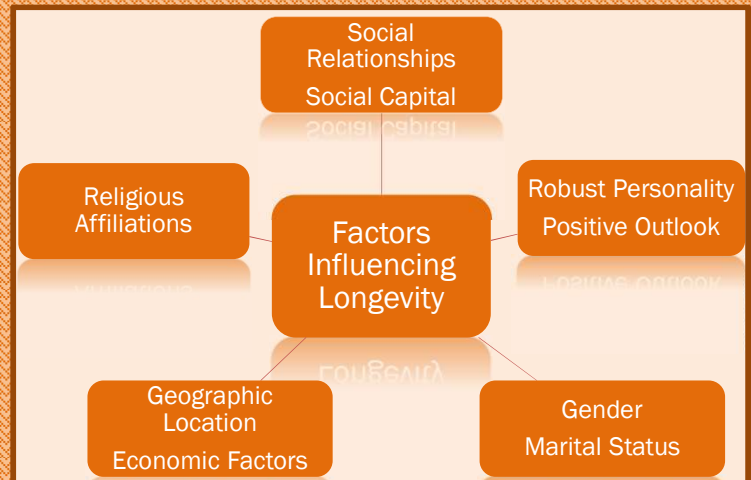 Social
Relationships
Social Capital
Religious
Affiliations
Robust Personality
Positive Outlook
Factors
Influencing
Longevity
Geographic
Location
Economic Factors
Gender
Marital Status